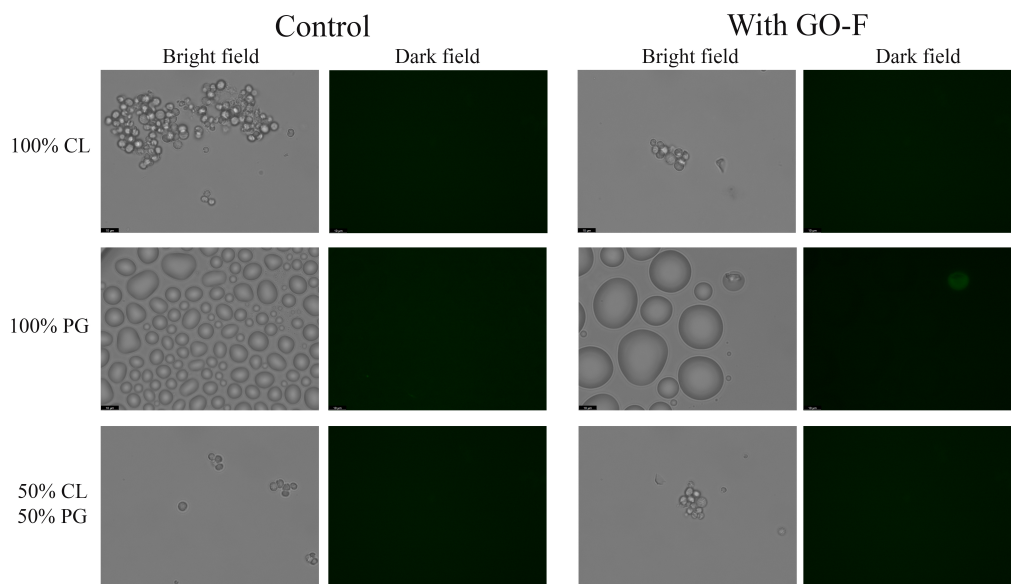 Control
With GO-F
Bright field
Dark field
Bright field
Dark field
100% CL
100% PG
50% CL
50% PG